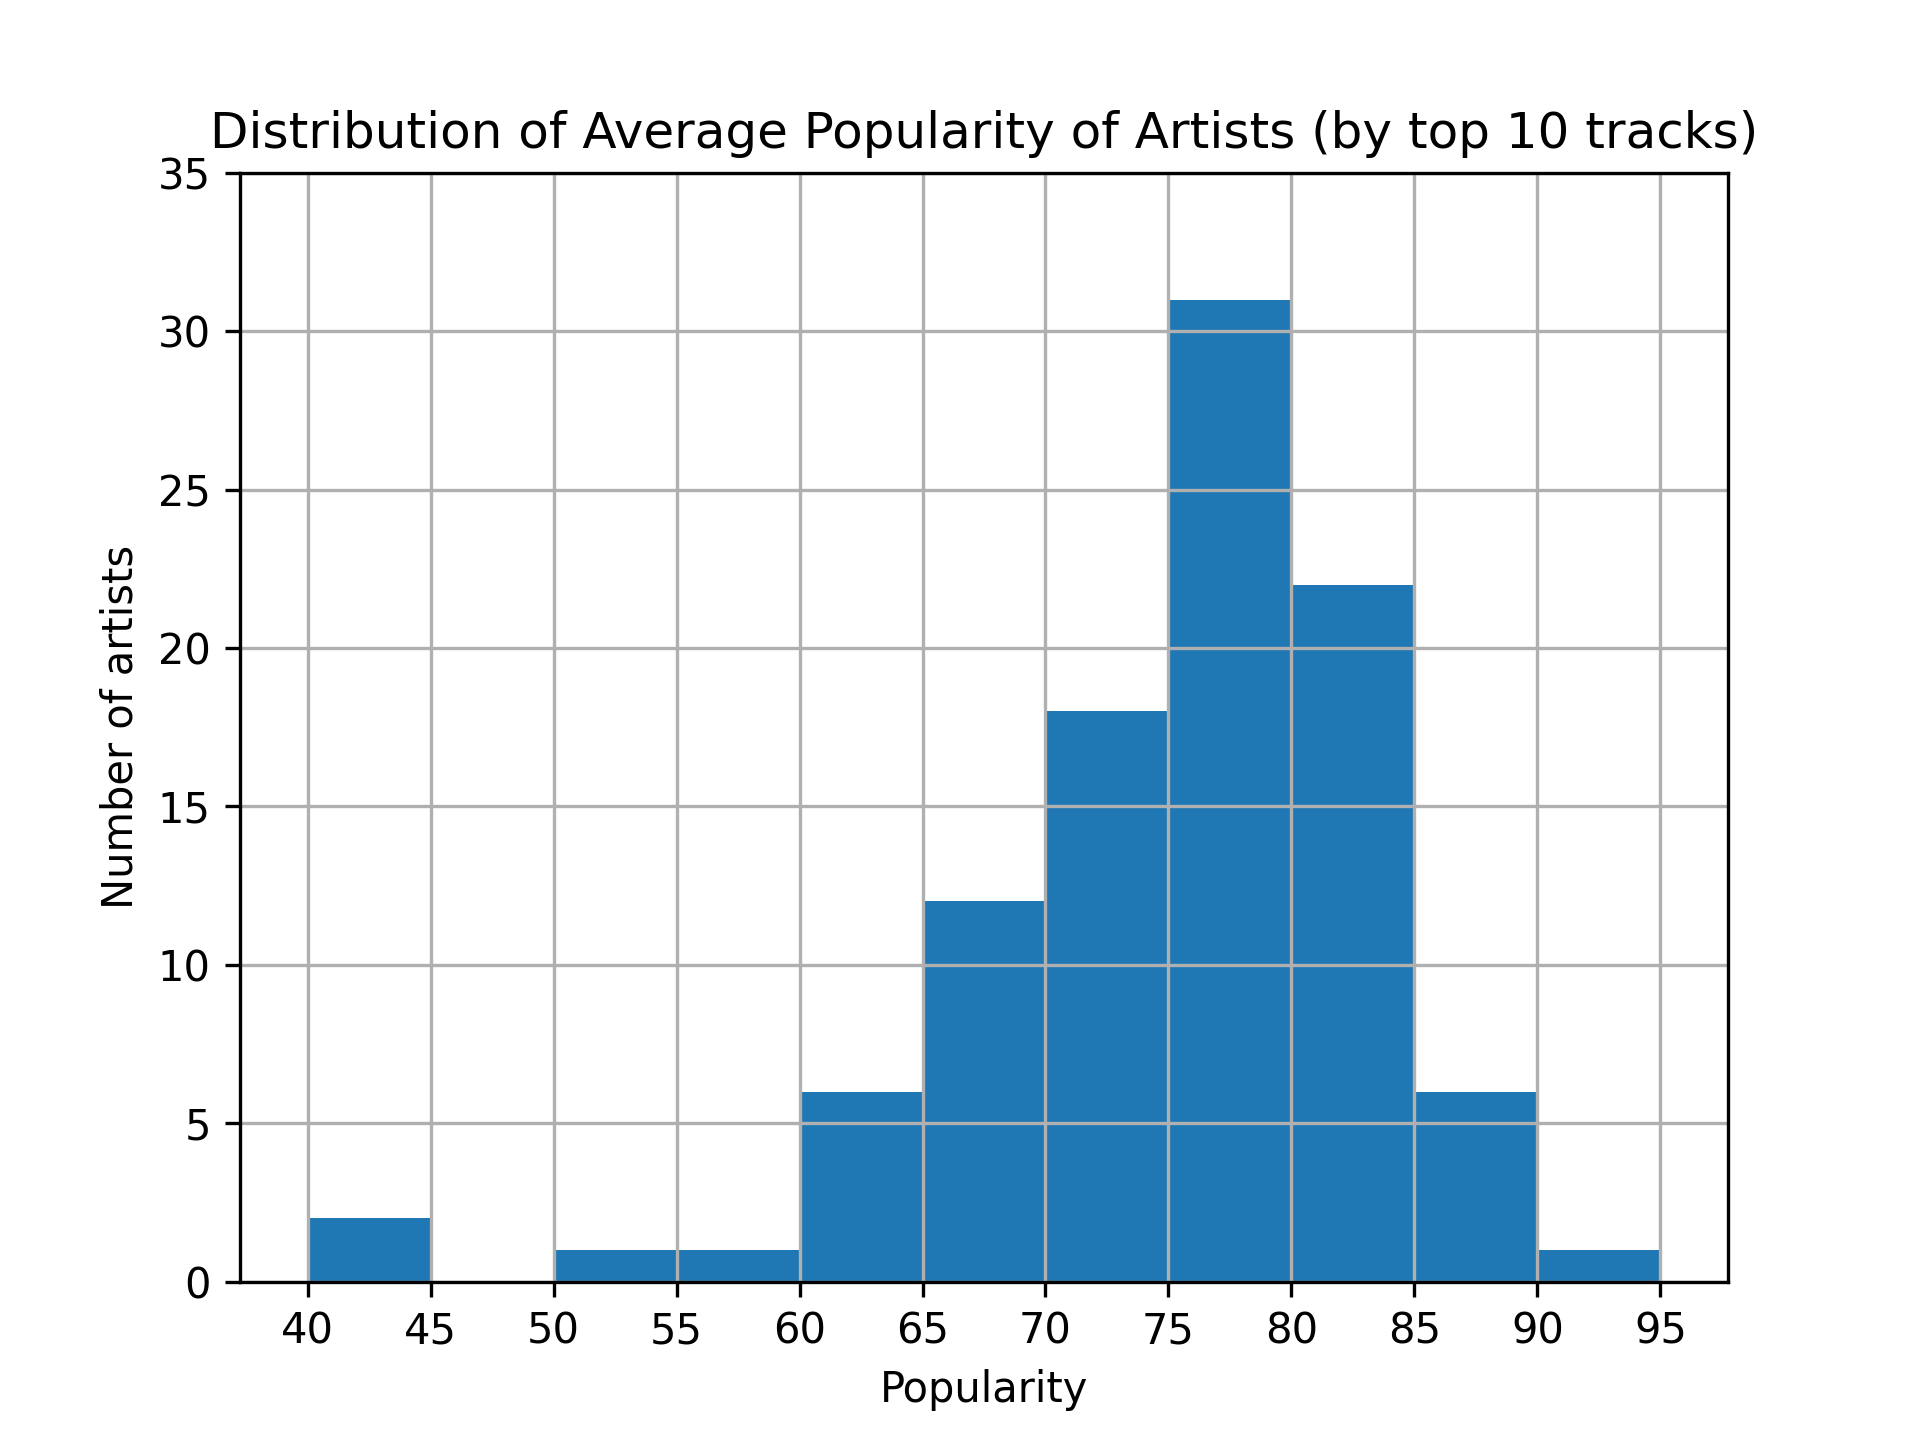 Distribution of Average Popularity of Artists (by top 10 tracks)
35
30
25
20
15
10
5
0
Number of artists
40 45 50 55 60 65 70 75 80 85 90 95
Popularity